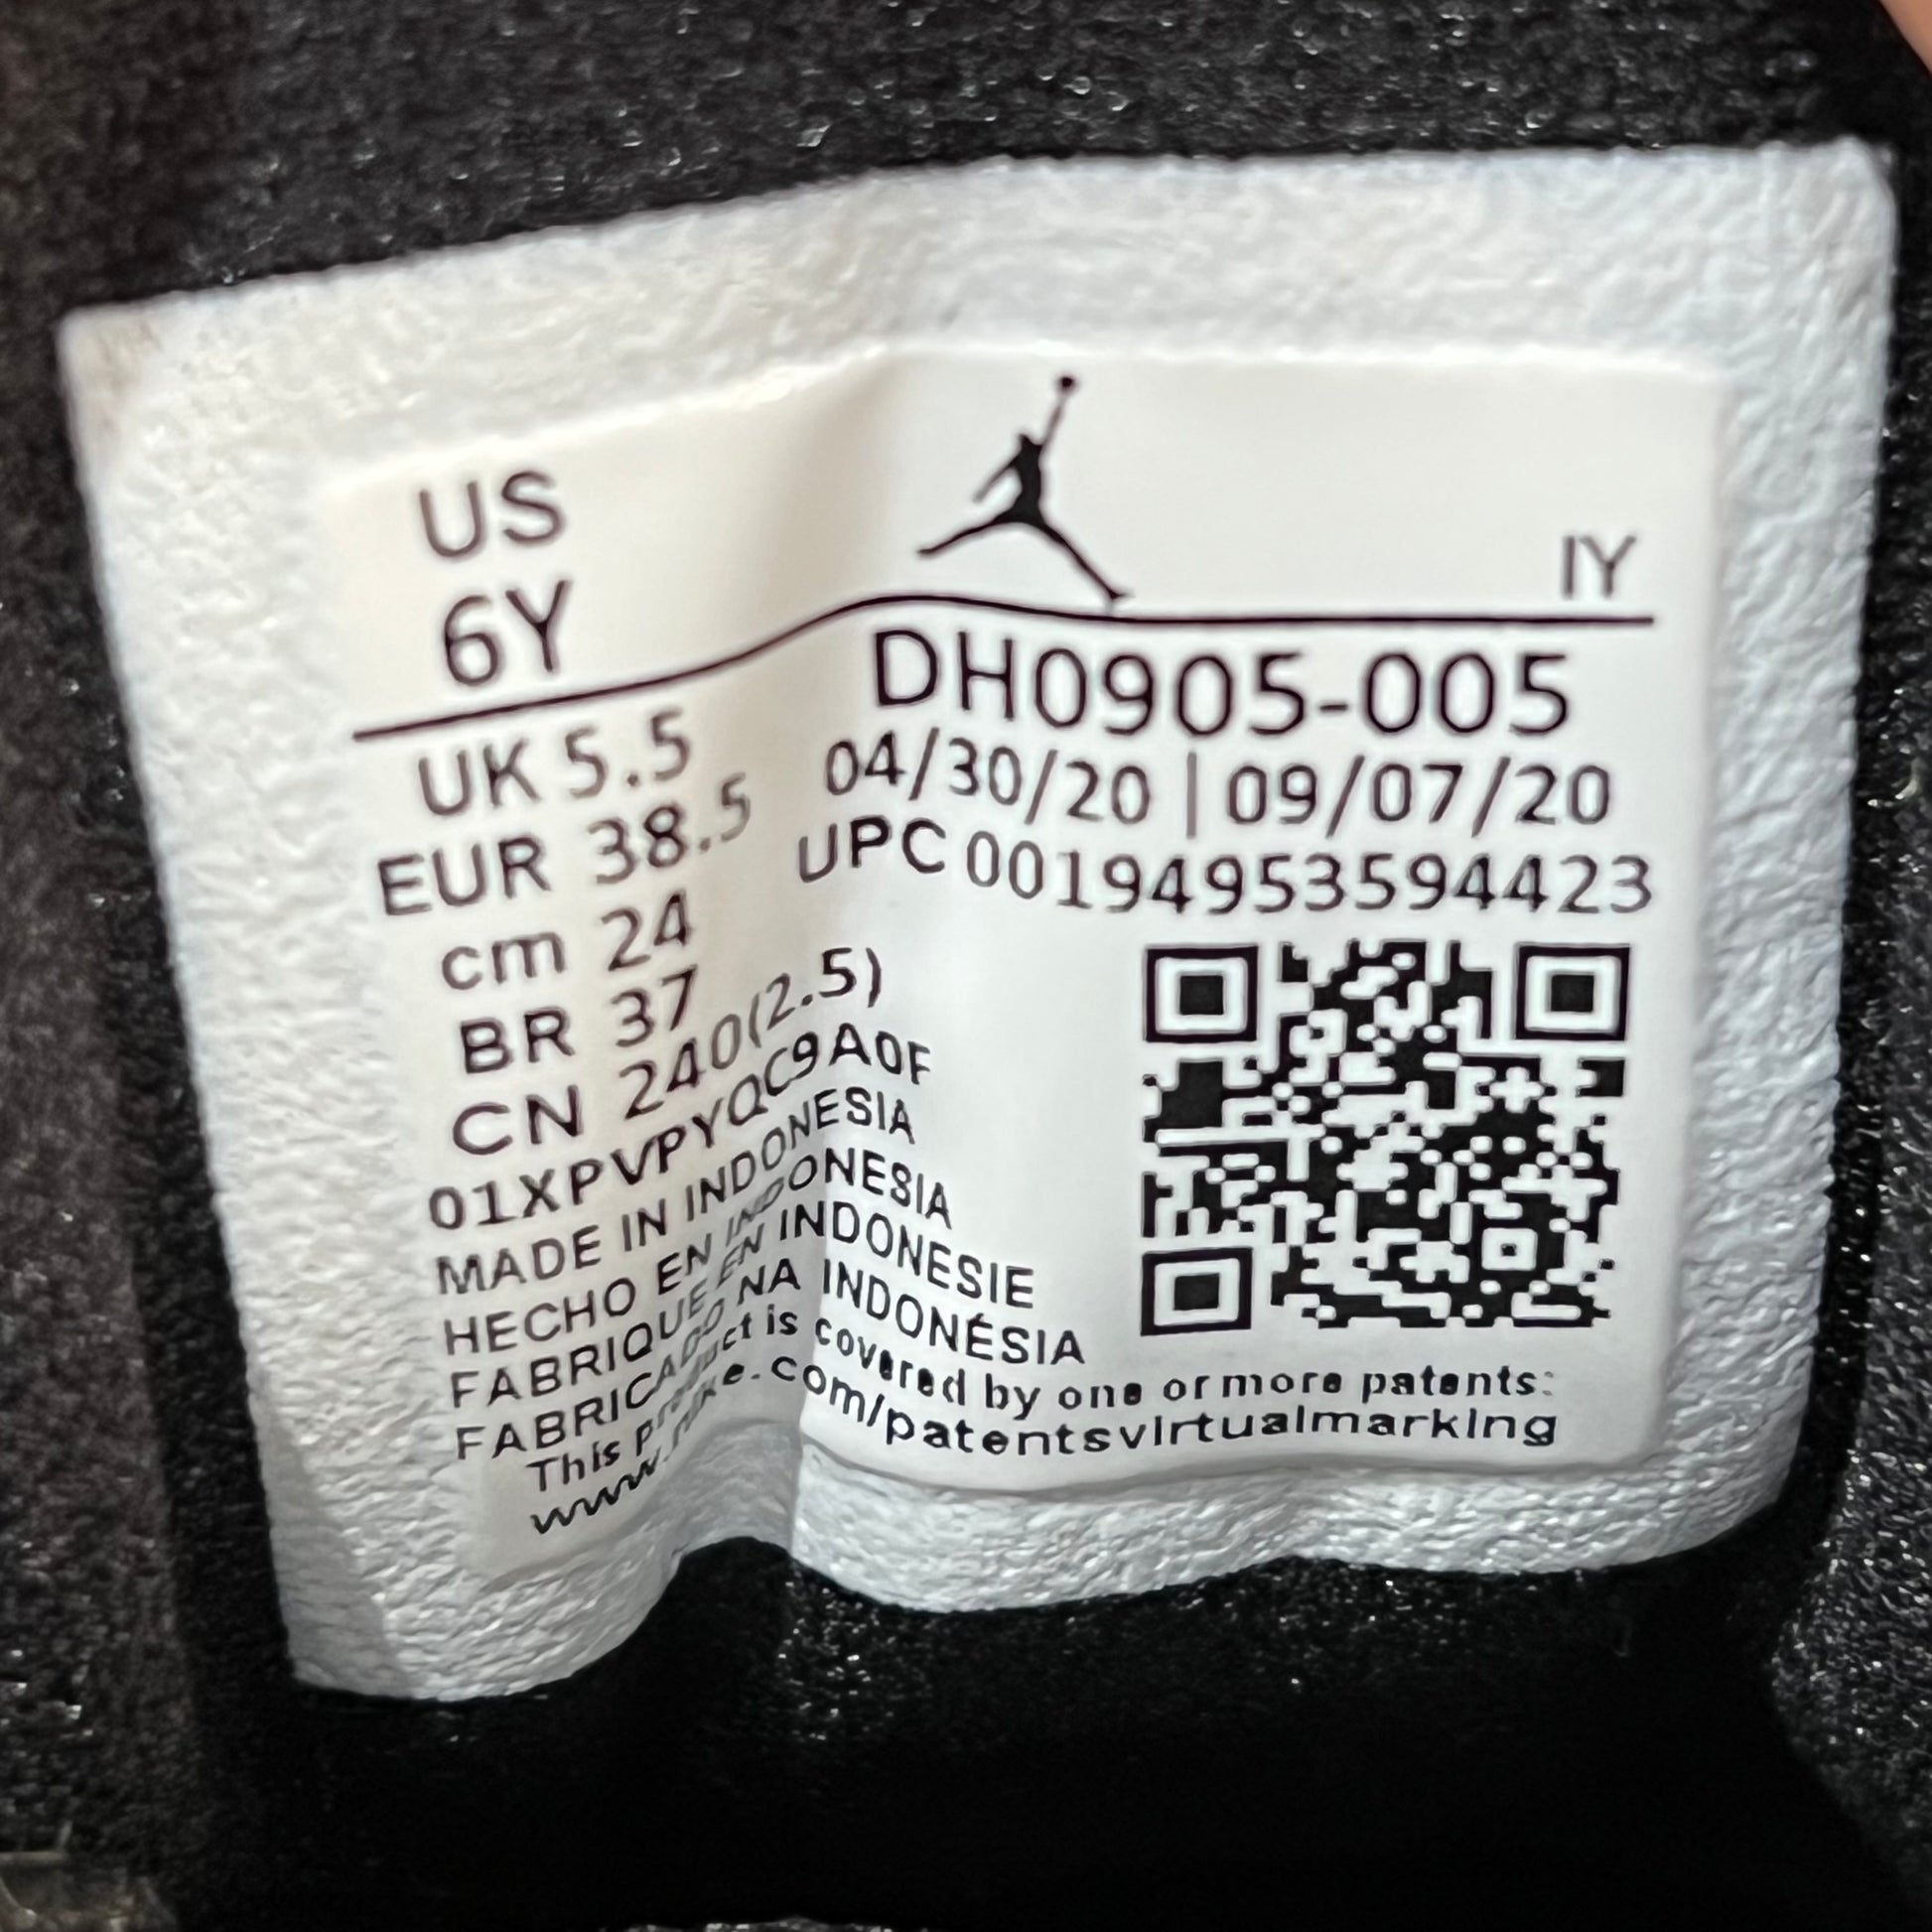 US
6Y
IY
UK 5.5
EUR 38.5
cm 24
BR 37
CN 240(2.5)
01XPVPYQC9A0F
MADE IN INDONESIA
HECHO EN INDONESIA
FABRIQUE EN INDONESIE
FABRICADO NA INDONÉSIA
This product is covered by one or more patents:
www.nike.com/patentsvirtualmarking
DH0905-005
04/30/20 | 09/07/20
UPC 00194953594423